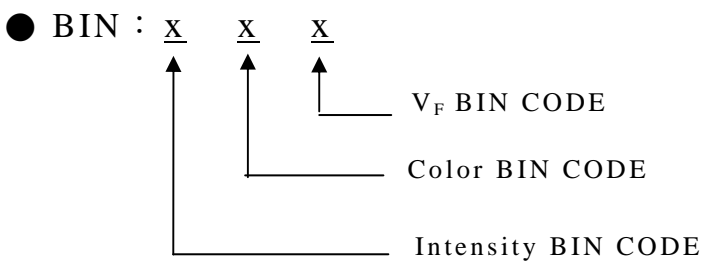 ● BIN：x x x
V_F BIN CODE
Color BIN CODE
Intensity BIN CODE